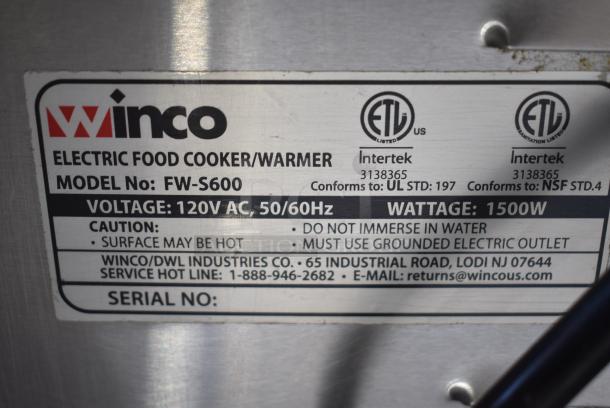 Winco
ETL LISTED US
Intertek
3138365
Conforms to: UL STD: 197
ETL SANITATION LISTED
Intertek
3138365
Conforms to: NSF STD.4
ELECTRIC FOOD COOKER/WARMER
MODEL No: FW-S600
VOLTAGE: 120V AC, 50/60Hz WATTAGE: 1500W
CAUTION: • DO NOT IMMERSE IN WATER
• SURFACE MAY BE HOT • MUST USE GROUNDED ELECTRIC OUTLET
WINCO/DWL INDUSTRIES CO. • 65 INDUSTRIAL ROAD, LODI NJ 07644
SERVICE HOT LINE: 1-888-946-2682 • E-MAIL: returns@wincous.com
SERIAL NO: